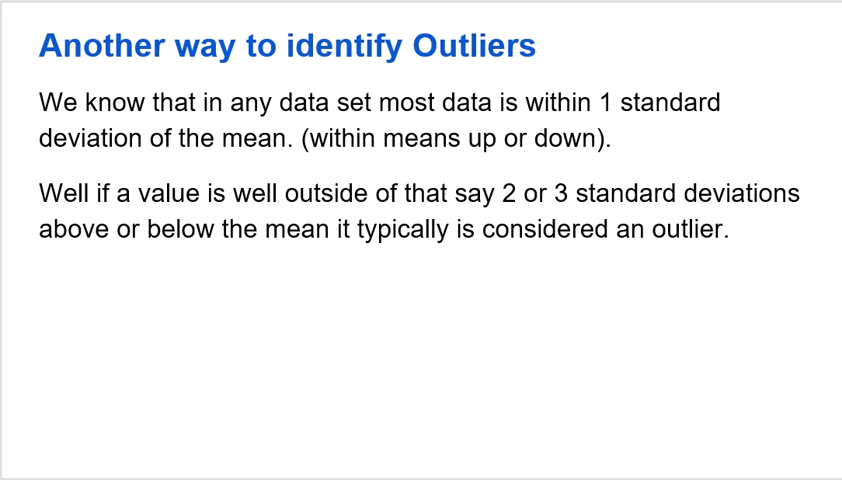 Another way to identify Outliers
We know that in any data set most data is within 1 standard
deviation of the mean. (within means up or down).
Well if a value is well outside of that say 2 or 3 standard deviations
above or below the mean it typically is considered an outlier.